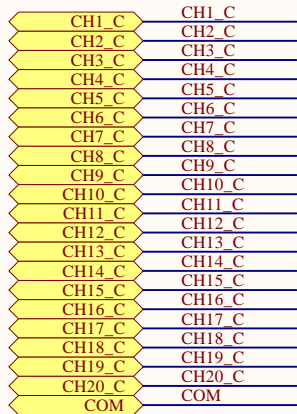 CH1_C CH1_C
CH2_C CH2_C
CH3_C CH3_C
CH4_C CH4_C
CH5_C CH5_C
CH6_C CH6_C
CH7_C CH7_C
CH8_C CH8_C
CH9_C CH9_C
CH10_C CH10_C
CH11_C CH11_C
CH12_C CH12_C
CH13_C CH13_C
CH14_C CH14_C
CH15_C CH15_C
CH16_C CH16_C
CH17_C CH17_C
CH18_C CH18_C
CH19_C CH19_C
CH20_C CH20_C
COM COM